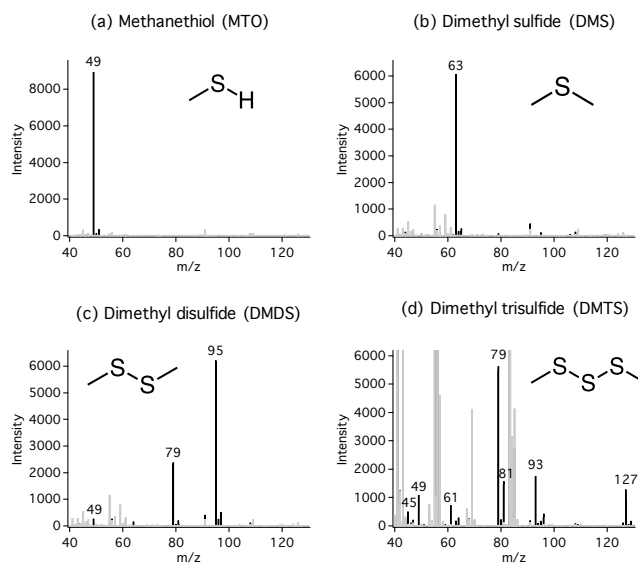 (a) Methanethiol (MTO)
49
8000
6000
4000
2000
0
Intensity
S
H
40 60 80 100 120
m/z
(b) Dimethyl sulfide (DMS)
63
6000
5000
4000
3000
2000
1000
0
Intensity
S
40 60 80 100 120
m/z
(c) Dimethyl disulfide (DMDS)
95
79
49
6000
5000
4000
3000
2000
1000
0
Intensity
S
S
40 60 80 100 120
m/z
(d) Dimethyl trisulfide (DMTS)
79
6000
5000
4000
3000
2000
1000
0
Intensity
S S
S
45
49
61
81
93
127
40 60 80 100 120
m/z